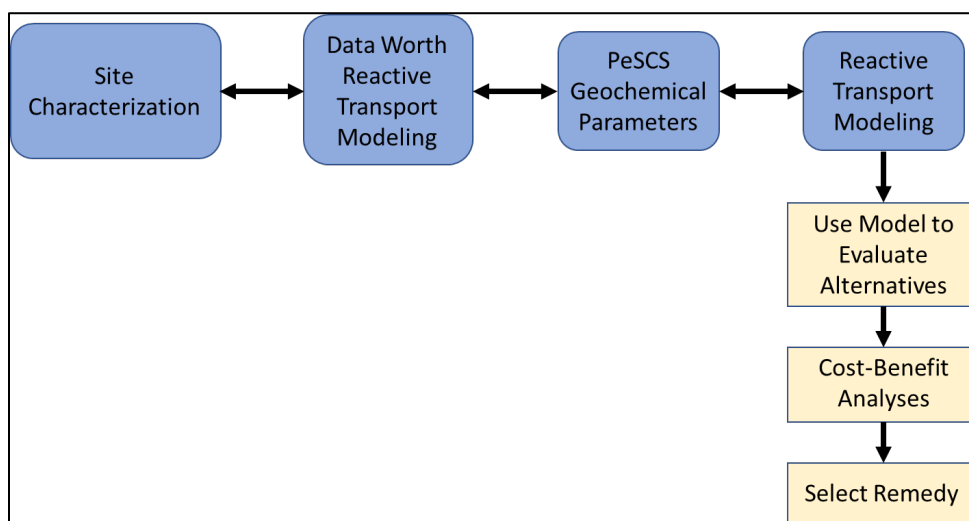 Site
Characterization
Data Worth
Reactive
Transport
Modeling
PeSCS
Geochemical
Parameters
Reactive
Transport
Modeling
Use Model to
Evaluate
Alternatives
Cost-Benefit
Analyses
Select Remedy